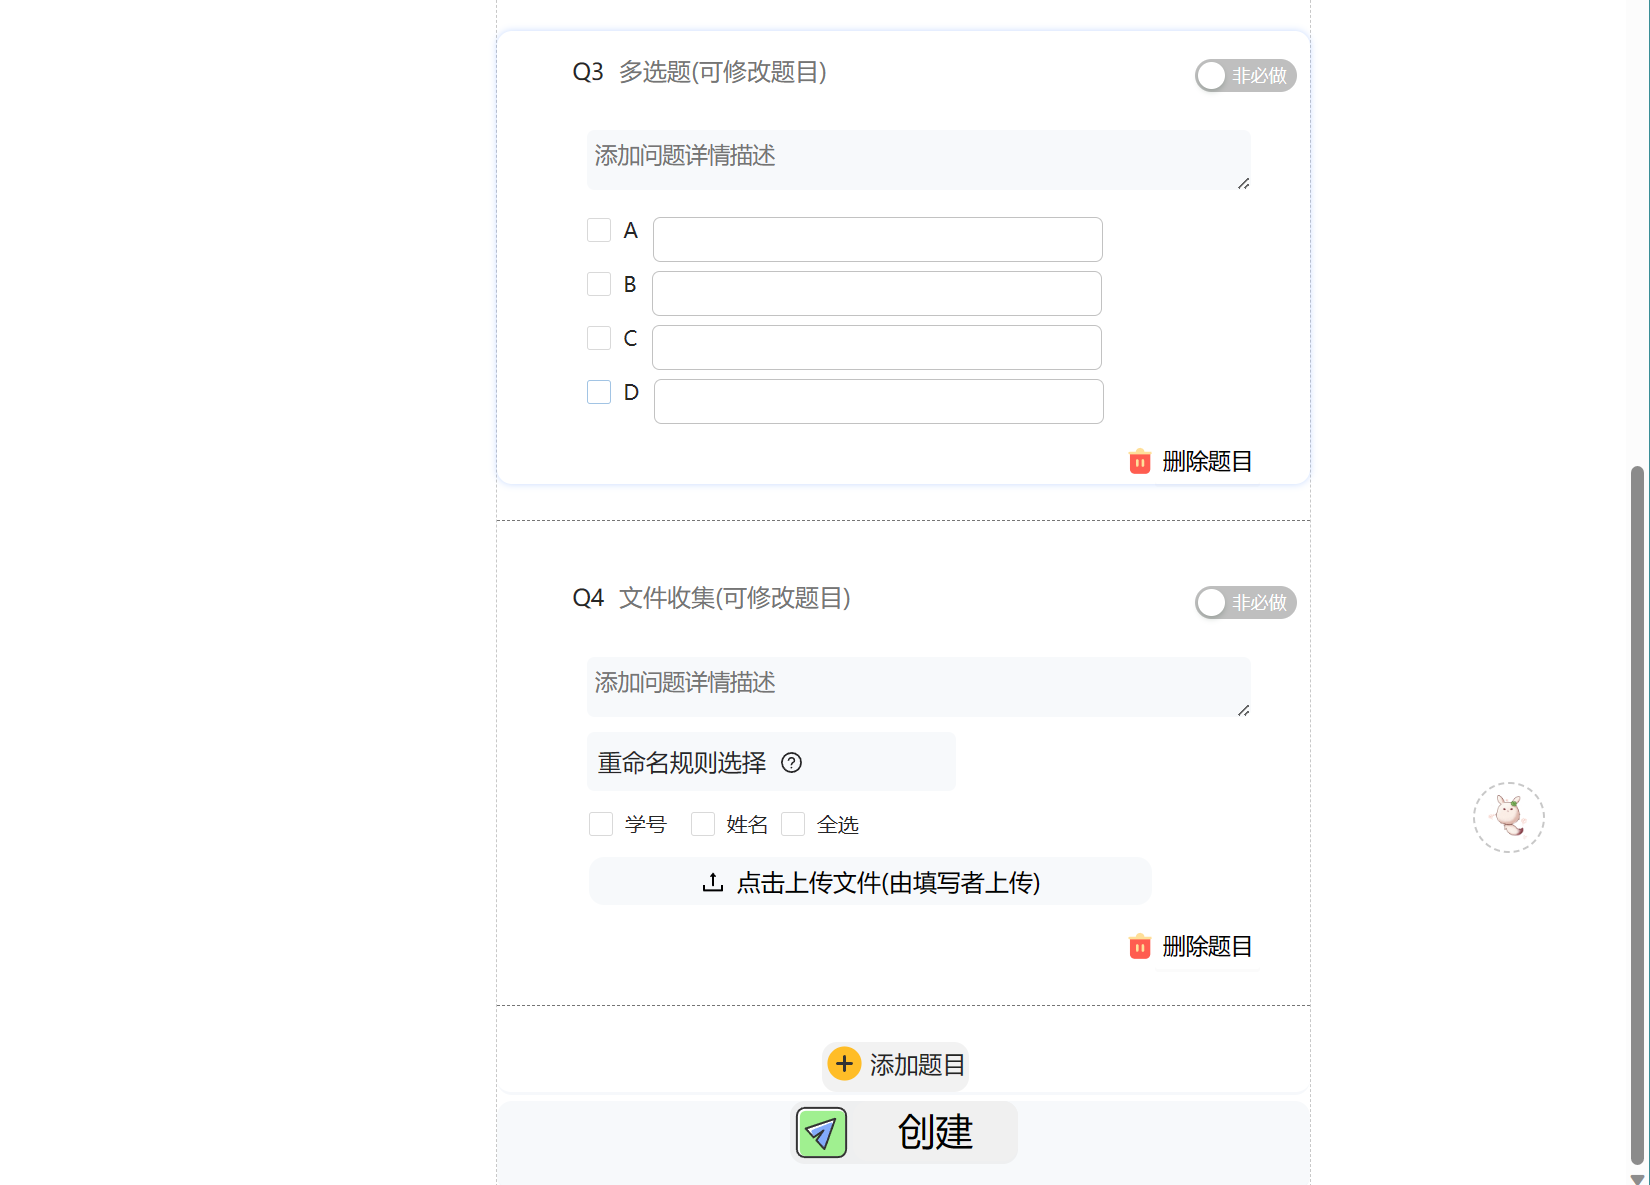 Q3 多选题(可修改题目) 非必做
添加问题详情描述
A
B
C
D
删除题目
Q4 文件收集(可修改题目) 非必做
添加问题详情描述
重命名规则选择 ?
学号 姓名 全选
点击上传文件(由填写者上传)
删除题目
添加题目
创建